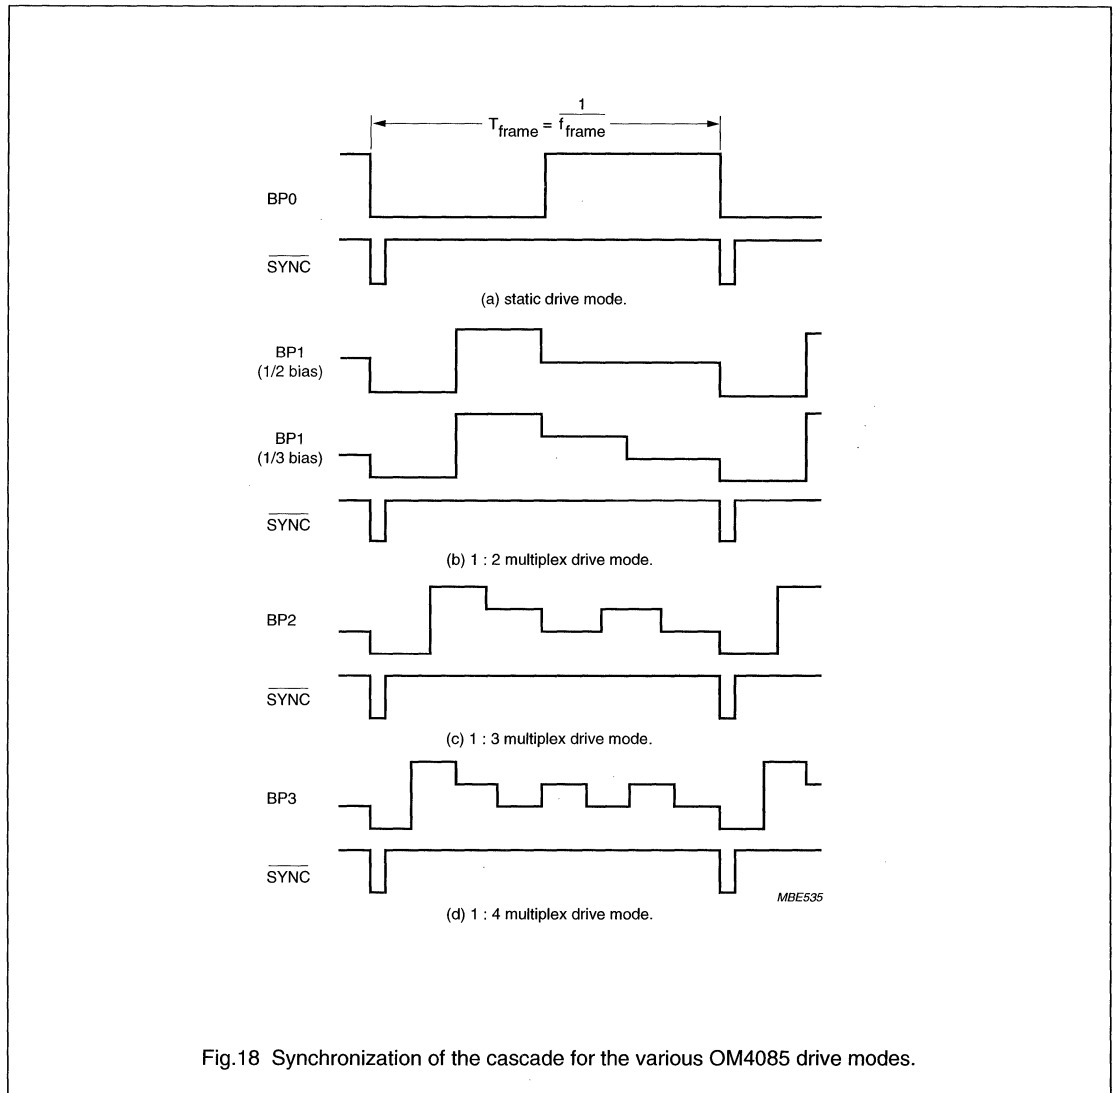 T frame = 1 / f frame
BP0
SYNC
(a) static drive mode.
BP1
(1/2 bias)
BP1
(1/3 bias)
SYNC
(b) 1 : 2 multiplex drive mode.
BP2
SYNC
(c) 1 : 3 multiplex drive mode.
BP3
SYNC
MBE535
(d) 1 : 4 multiplex drive mode.
Fig.18 Synchronization of the cascade for the various OM4085 drive modes.